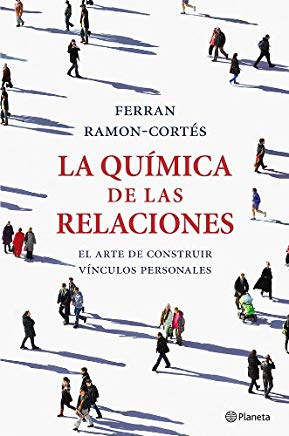 FERRAN
RAMON-CORTÉS
LA QUÍMICA
DE LAS
RELACIONES
EL ARTE DE CONSTRUIR
VÍNCULOS PERSONALES
Planeta